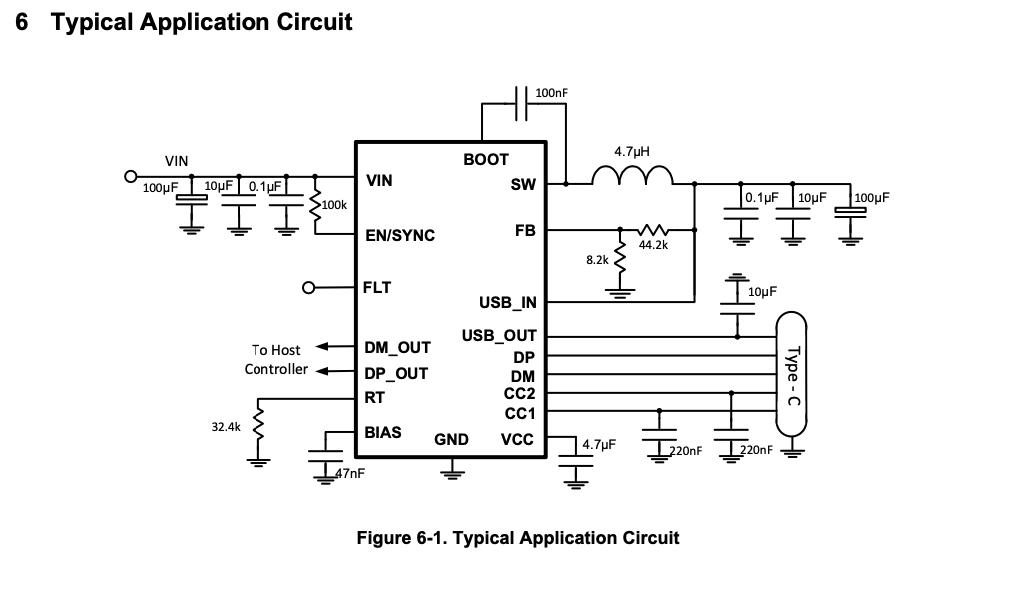 6 Typical Application Circuit
100nF
4.7µH
VIN
BOOT
100µF 10µF 0.1µF
VIN
SW
100k
0.1µF 10µF 100µF
EN/SYNC
FB
44.2k
8.2k
FLT
10µF
USB_IN
USB_OUT
To Host
Controller
DM_OUT
DP
DP_OUT
DM
CC2
RT
CC1
Type - C
32.4k
BIAS
GND
VCC
4.7µF
220nF
220nF
47nF
Figure 6-1. Typical Application Circuit